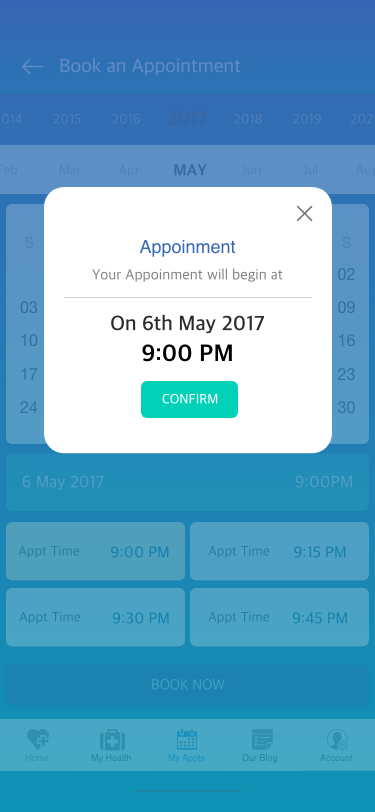 Book an Appointment
014 2015 2016 2017 2018 2019 202
Feb Mar Apr MAY Jun Jul Au
S S
Appoinment
Your Appoinment will begin at
On 6th May 2017
9:00 PM
CONFIRM
02
03 09
10 16
17 23
24 30
6 May 2017 9:00PM
Appt Time 9:00 PM Appt Time 9:15 PM
Appt Time 9:30 PM Appt Time 9:45 PM
BOOK NOW
Home My Health My Appts Our Blog Account